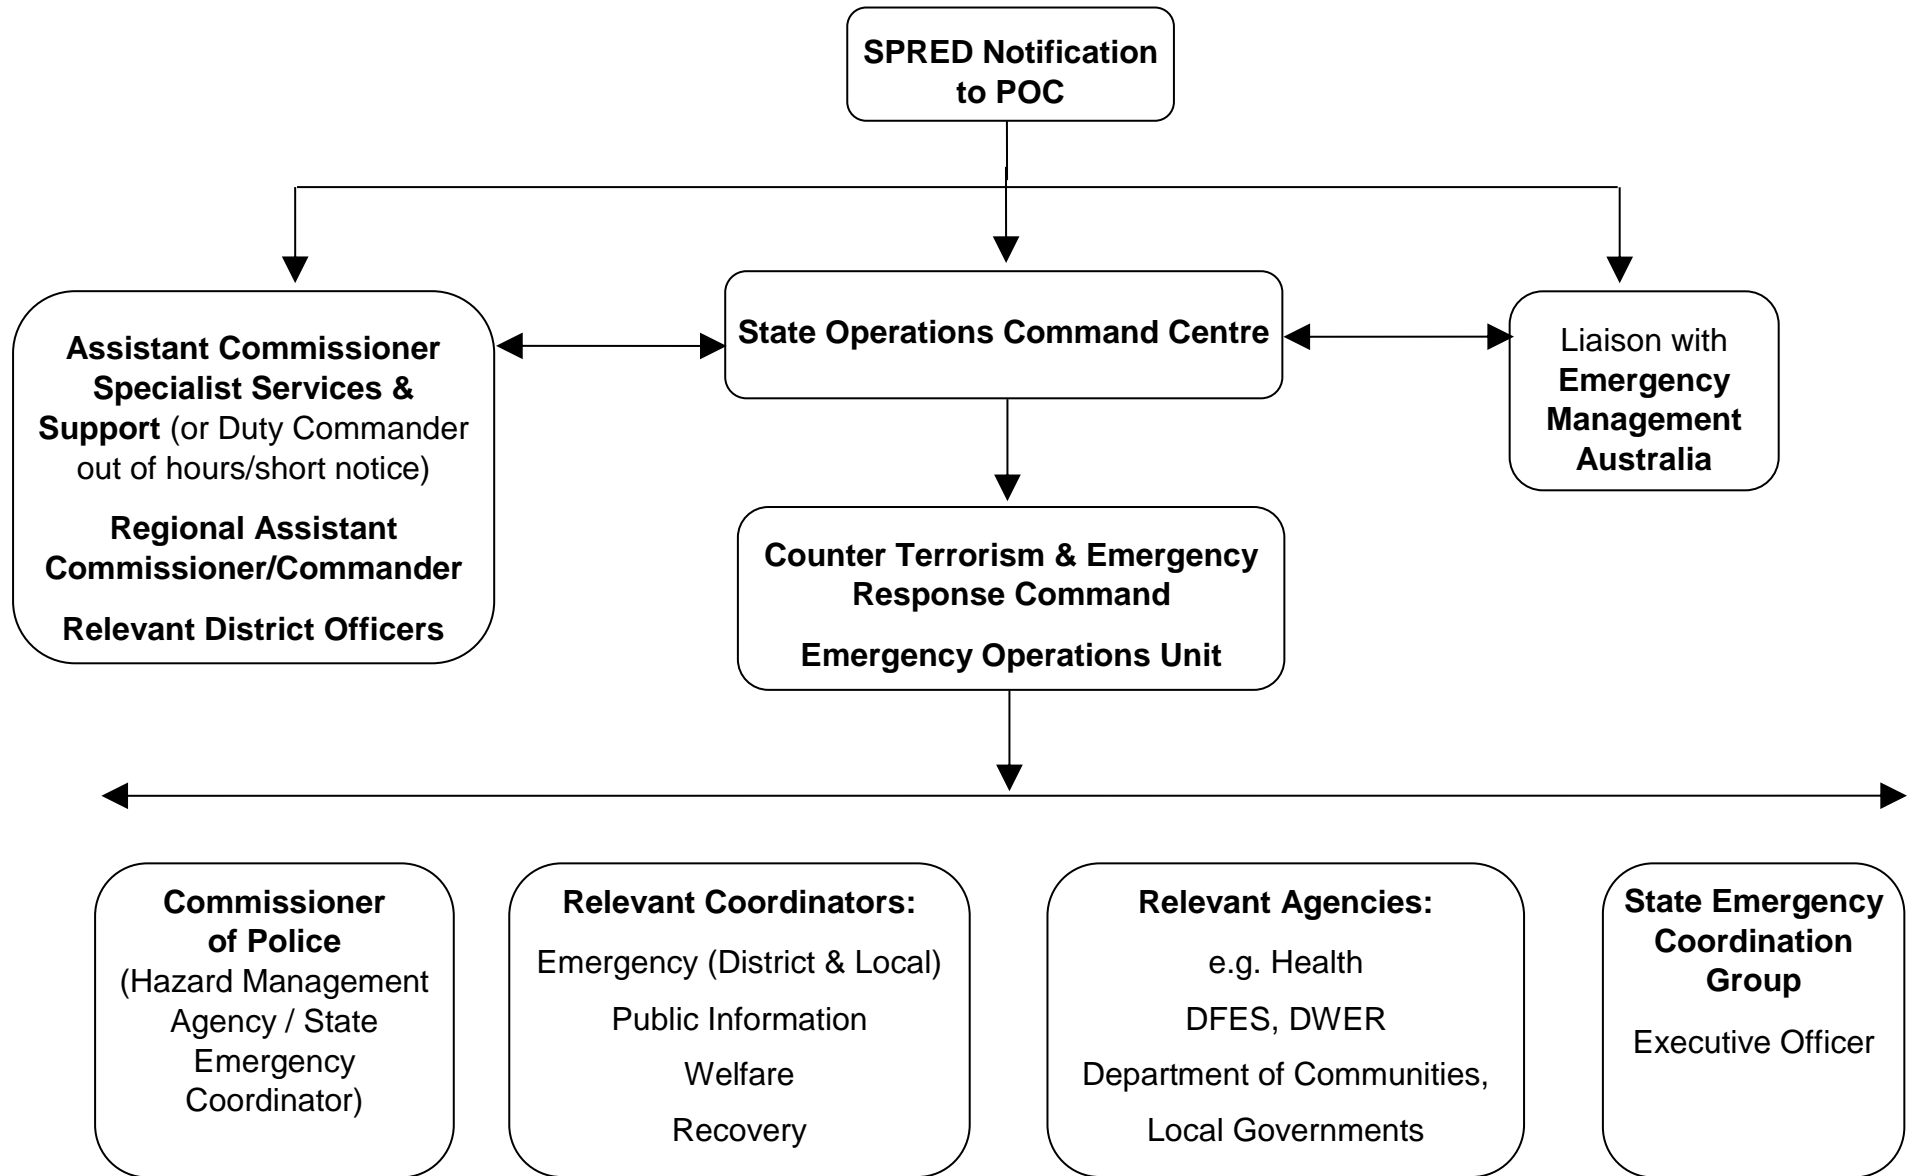 SPRED Notification
to POC
Assistant Commissioner
Specialist Services &
Support (or Duty Commander
out of hours/short notice)
Regional Assistant
Commissioner/Commander
Relevant District Officers
State Operations Command Centre
Liaison with
Emergency
Management
Australia
Counter Terrorism & Emergency
Response Command
Emergency Operations Unit
Commissioner
of Police
(Hazard Management
Agency / State
Emergency
Coordinator)
Relevant Coordinators:
Emergency (District & Local)
Public Information
Welfare
Recovery
Relevant Agencies:
e.g. Health
DFES, DWER
Department of Communities,
Local Governments
State Emergency
Coordination
Group
Executive Officer